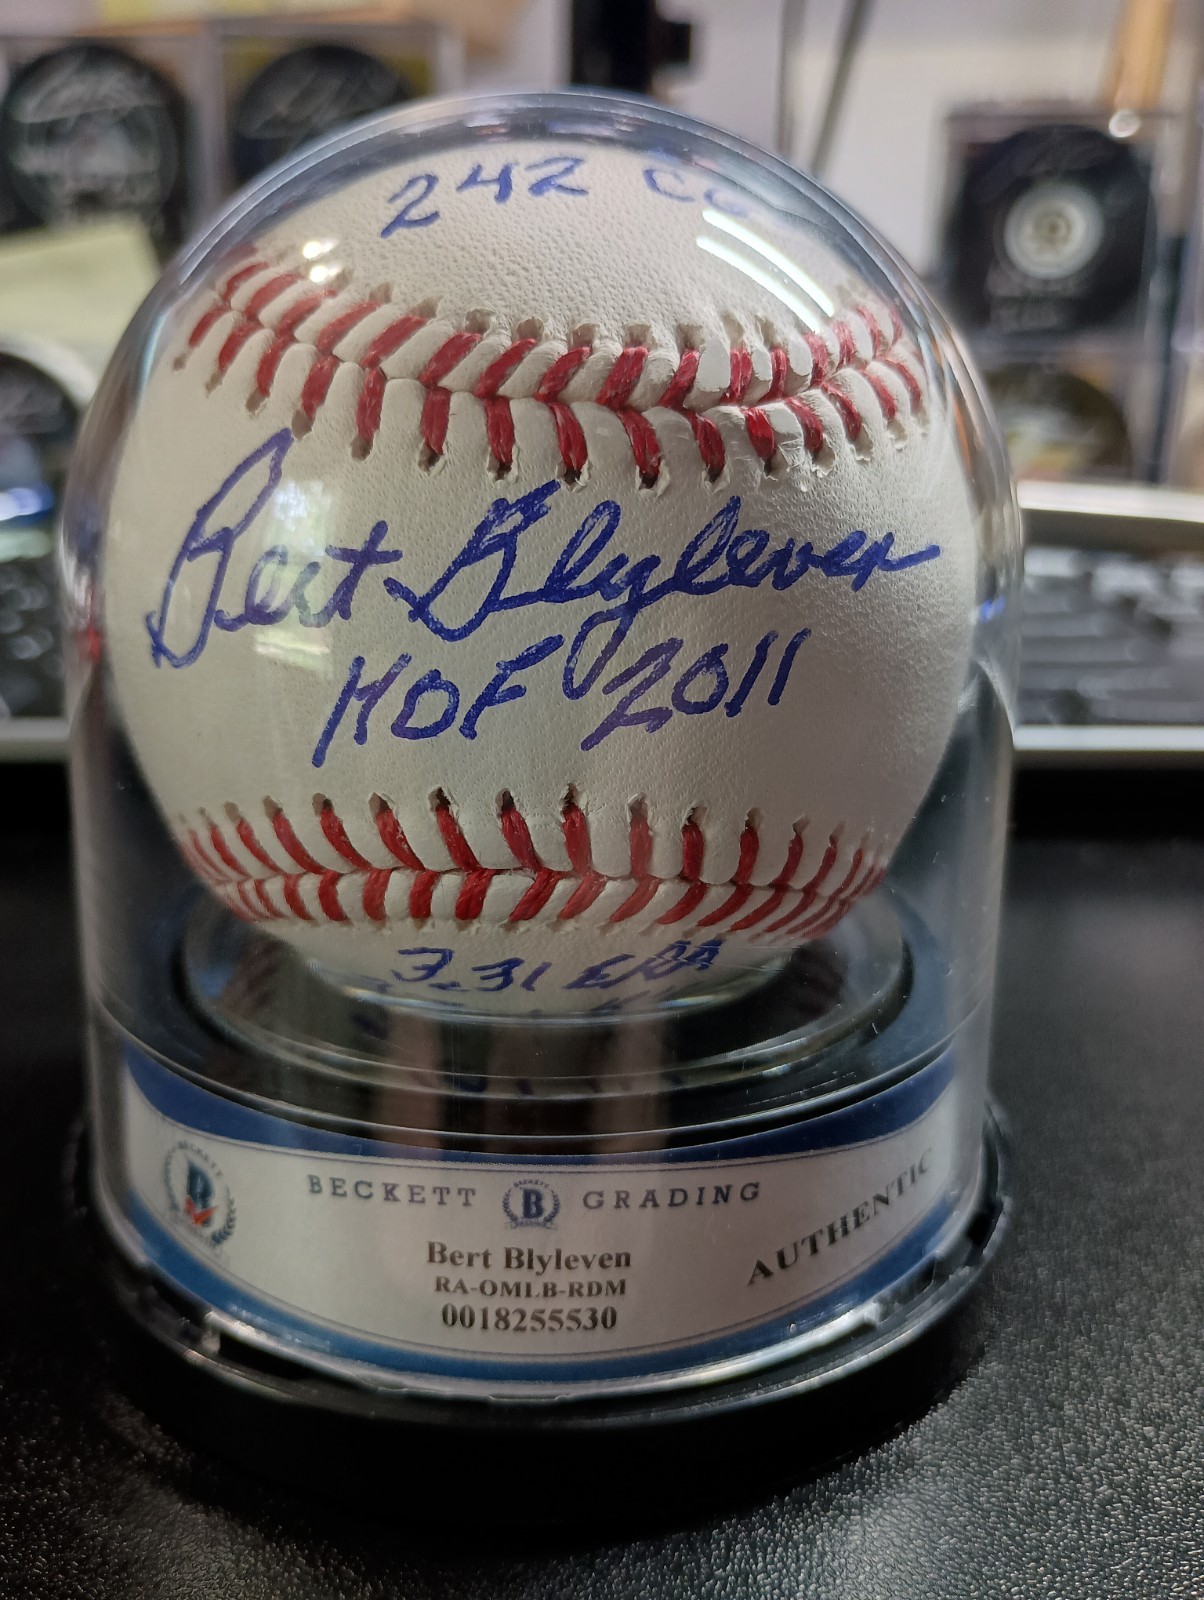 242 CG
Bert Blyleven
HOF 2011
3.31 ERA
BECKETT B GRADING
Bert Blyleven
RA-OMLB-RDM
0018255530
AUTHENTIC